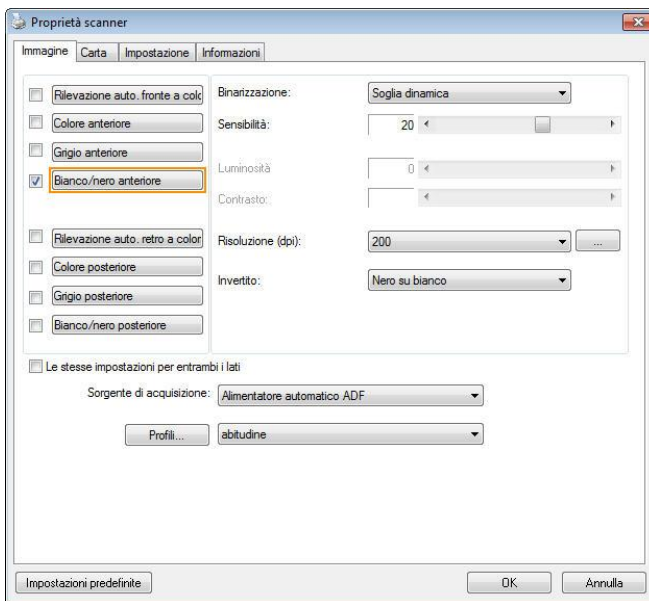 Proprietà scanner
Immagine Carta Impostazione Informazioni
Rilevazione auto. fronte a colo
Binarizzazione: Soglia dinamica
Colore anteriore
Sensibilità: 20
Grigio anteriore
Luminosità 0
Bianco/nero anteriore
Contrasto:
Rilevazione auto. retro a color
Risoluzione (dpi): 200 ...
Colore posteriore
Invertito: Nero su bianco
Grigio posteriore
Bianco/nero posteriore
Le stesse impostazioni per entrambi i lati
Sorgente di acquisizione: Alimentatore automatico ADF
Profili... abitudine
Impostazioni predefinite OK Annulla